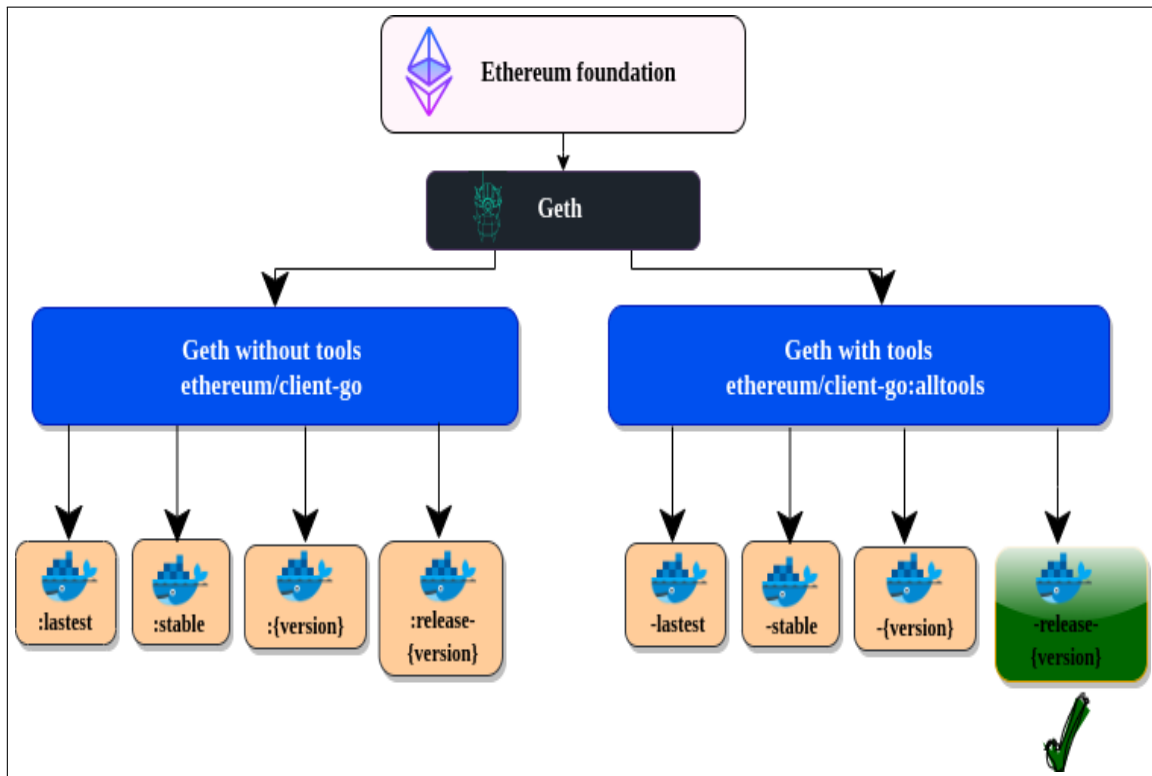 Ethereum foundation
Geth
Geth without tools
ethereum/client-go
Geth with tools
ethereum/client-go:alltools
:lastest
:stable
:{version}
:release-
{version}
-lastest
-stable
-{version}
-release-
{version}